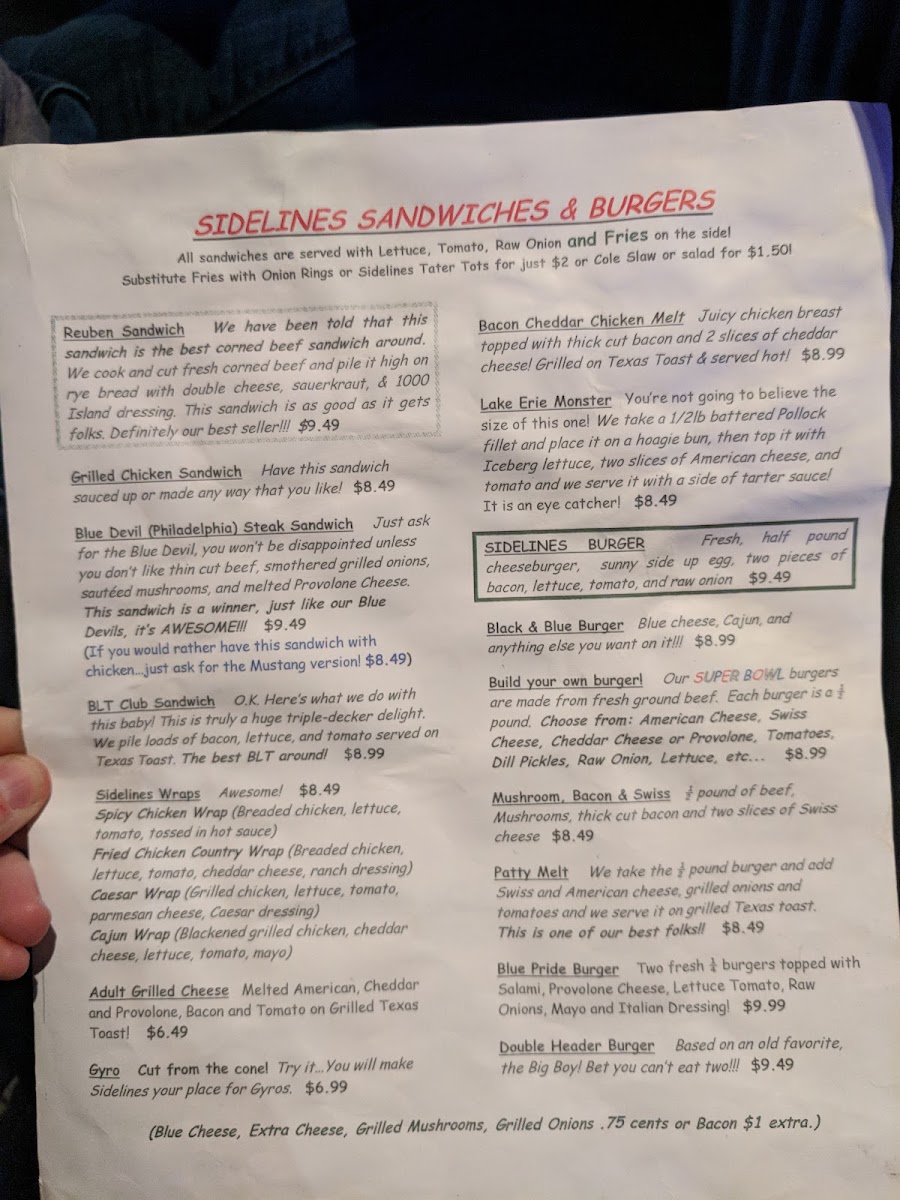 SIDELINES SANDWICHES & BURGERS
All sandwiches are served with Lettuce, Tomato, Raw Onion and Fries on the side!
Substitute Fries with Onion Rings or Sidelines Tater Tots for just $2 or Cole Slaw or salad for $1.50!
Reuben Sandwich We have been told that this
sandwich is the best corned beef sandwich around.
We cook and cut fresh corned beef and pile it high on
rye bread with double cheese, sauerkraut, & 1000
Island dressing. This sandwich is as good as it gets
folks. Definitely our best seller!!! $9.49
Grilled Chicken Sandwich Have this sandwich
sauced up or made any way that you like! $8.49
Blue Devil (Philadelphia) Steak Sandwich Just ask
for the Blue Devil, you won't be disappointed unless
you don't like thin cut beef, smothered grilled onions,
sautéed mushrooms, and melted Provolone Cheese.
This sandwich is a winner, just like our Blue
Devils, it's AWESOME!!! $9.49
(If you would rather have this sandwich with
chicken...just ask for the Mustang version! $8.49)
BLT Club Sandwich O.K. Here's what we do with
this baby! This is truly a huge triple-decker delight.
We pile loads of bacon, lettuce, and tomato served on
Texas Toast. The best BLT around! $8.99
Sidelines Wraps Awesome! $8.49
Spicy Chicken Wrap (Breaded chicken, lettuce,
tomato, tossed in hot sauce)
Fried Chicken Country Wrap (Breaded chicken,
lettuce, tomato, cheddar cheese, ranch dressing)
Caesar Wrap (Grilled chicken, lettuce, tomato,
parmesan cheese, Caesar dressing)
Cajun Wrap (Blackened grilled chicken, cheddar
cheese, lettuce, tomato, mayo)
Adult Grilled Cheese Melted American, Cheddar
and Provolone, Bacon and Tomato on Grilled Texas
Toast! $6.49
Gyro Cut from the cone! Try it...You will make
Sidelines your place for Gyros. $6.99
Bacon Cheddar Chicken Melt Juicy chicken breast
topped with thick cut bacon and 2 slices of cheddar
cheese! Grilled on Texas Toast & served hot! $8.99
Lake Erie Monster You're not going to believe the
size of this one! We take a 1/2lb battered Pollock
fillet and place it on a hoagie bun, then top it with
Iceberg lettuce, two slices of American cheese, and
tomato and we serve it with a side of tarter sauce!
It is an eye catcher! $8.49
SIDELINES BURGER Fresh, half pound
cheeseburger, sunny side up egg, two pieces of
bacon, lettuce, tomato, and raw onion $9.49
Black & Blue Burger Blue cheese, Cajun, and
anything else you want on it!!! $8.99
Build your own burger! Our SUPER BOWL burgers
are made from fresh ground beef. Each burger is a ½
pound. Choose from: American Cheese, Swiss
Cheese, Cheddar Cheese or Provolone, Tomatoes,
Dill Pickles, Raw Onion, Lettuce, etc... $8.99
Mushroom, Bacon & Swiss ½ pound of beef,
Mushrooms, thick cut bacon and two slices of Swiss
cheese $8.49
Patty Melt We take the ½ pound burger and add
Swiss and American cheese, grilled onions and
tomatoes and we serve it on grilled Texas toast.
This is one of our best folks!! $8.49
Blue Pride Burger Two fresh burgers topped with
Salami, Provolone Cheese, Lettuce Tomato, Raw
Onions, Mayo and Italian Dressing! $9.99
Double Header Burger Based on an old favorite,
the Big Boy! Bet you can't eat two!!! $9.49
(Blue Cheese, Extra Cheese, Grilled Mushrooms, Grilled Onions .75 cents or Bacon $1 extra.)